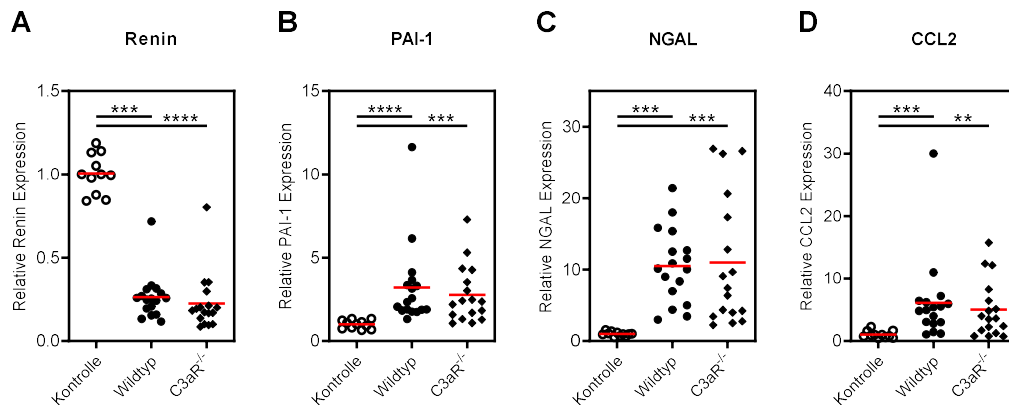 A
Renin
Relative Renin Expression
1.5
1.0
0.5
0.0
***
****
Kontrolle
Wildtyp
C3aR-/-
B
PAI-1
Relative PAI-1 Expression
15
10
5
0
****
***
Kontrolle
Wildtyp
C3aR-/-
C
NGAL
Relative NGAL Expression
30
20
10
0
***
***
Kontrolle
Wildtyp
C3aR-/-
D
CCL2
Relative CCL2 Expression
40
30
20
10
0
***
**
Kontrolle
Wildtyp
C3aR-/-